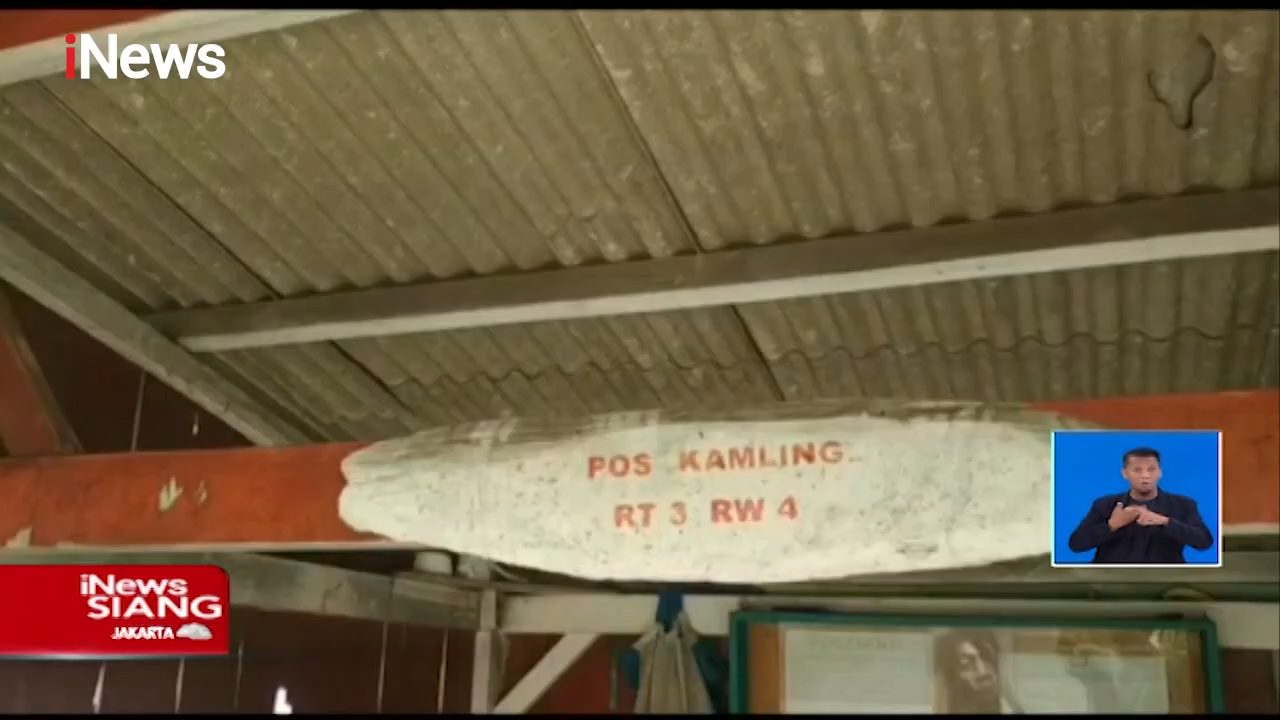 iNews
POS KAMLING
RT 3 RW 4
iNews
SIANG
JAKARTA